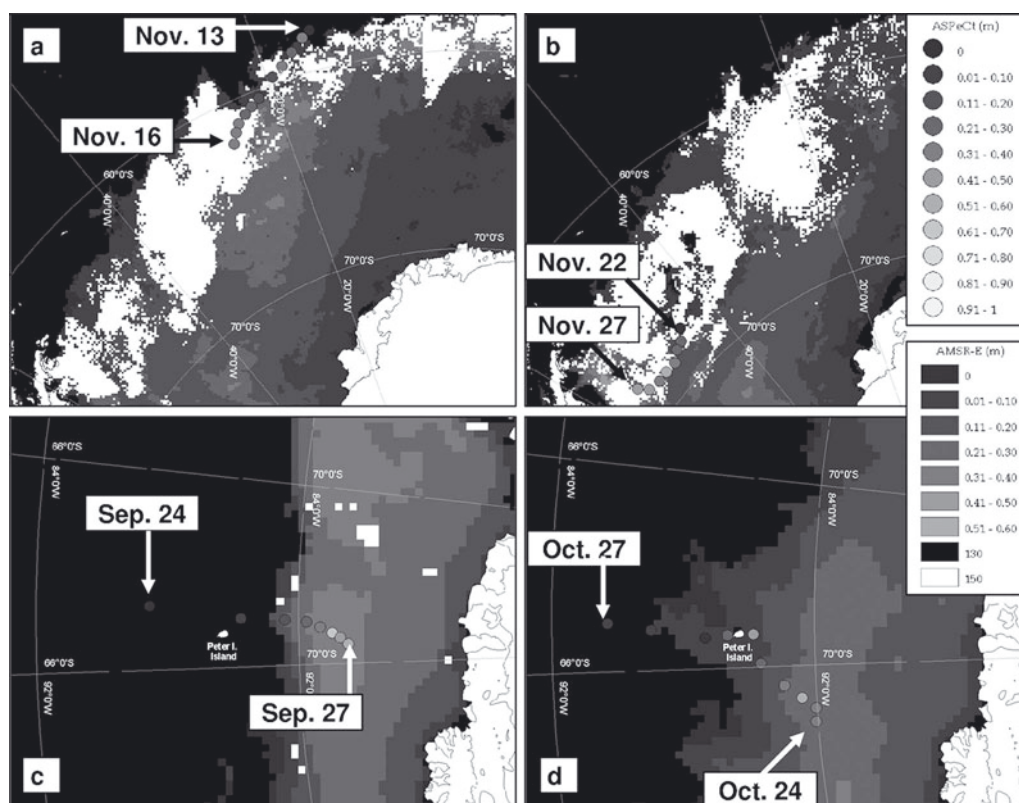 a
Nov. 13
Nov. 16
60°0'S
40°0'W
70°0'S
70°0'S
20°0'W
70°0'S
40°0'W
b
60°0'S
40°0'W
Nov. 22
Nov. 27
70°0'S
70°0'S
20°0'W
70°0'S
40°0'W
ASPeCt (m)
0
0.01 - 0.10
0.11 - 0.20
0.21 - 0.30
0.31 - 0.40
0.41 - 0.50
0.51 - 0.60
0.61 - 0.70
0.71 - 0.80
0.81 - 0.90
0.91 - 1
AMSR-E (m)
0
0.01 - 0.10
0.11 - 0.20
0.21 - 0.30
0.31 - 0.40
0.41 - 0.50
0.51 - 0.60
130
150
66°0'S
84°0'W
70°0'S
84°0'W
Sep. 24
Peter I.
Island
66°0'S
92°0'W
70°0'S
92°0'W
Sep. 27
c
66°0'S
84°0'W
70°0'S
84°0'W
Oct. 27
Peter I.
Island
66°0'S
92°0'W
70°0'S
92°0'W
Oct. 24
d